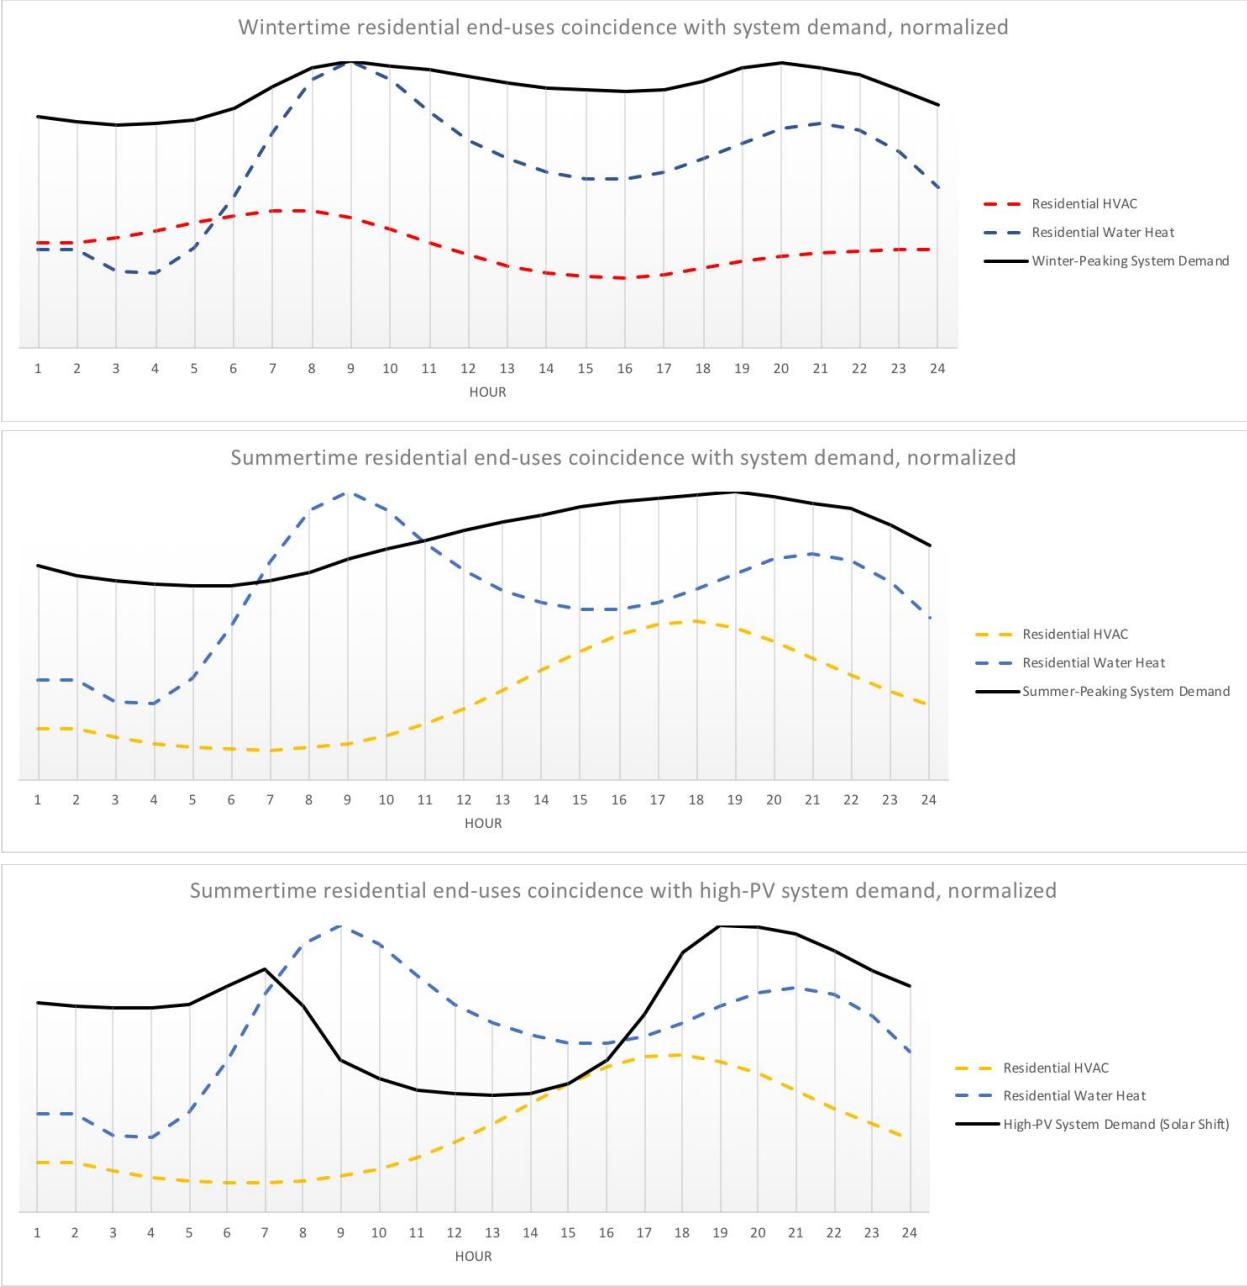 Wintertime residential end-uses coincidence with system demand, normalized
Residential HVAC
Residential Water Heat
Winter-Peaking System Demand
1 2 3 4 5 6 7 8 9 10 11 12 13 14 15 16 17 18 19 20 21 22 23 24
HOUR
Summertime residential end-uses coincidence with system demand, normalized
Residential HVAC
Residential Water Heat
Summer-Peaking System Demand
1 2 3 4 5 6 7 8 9 10 11 12 13 14 15 16 17 18 19 20 21 22 23 24
HOUR
Summertime residential end-uses coincidence with high-PV system demand, normalized
Residential HVAC
Residential Water Heat
High-PV System Demand (Solar Shift)
1 2 3 4 5 6 7 8 9 10 11 12 13 14 15 16 17 18 19 20 21 22 23 24
HOUR